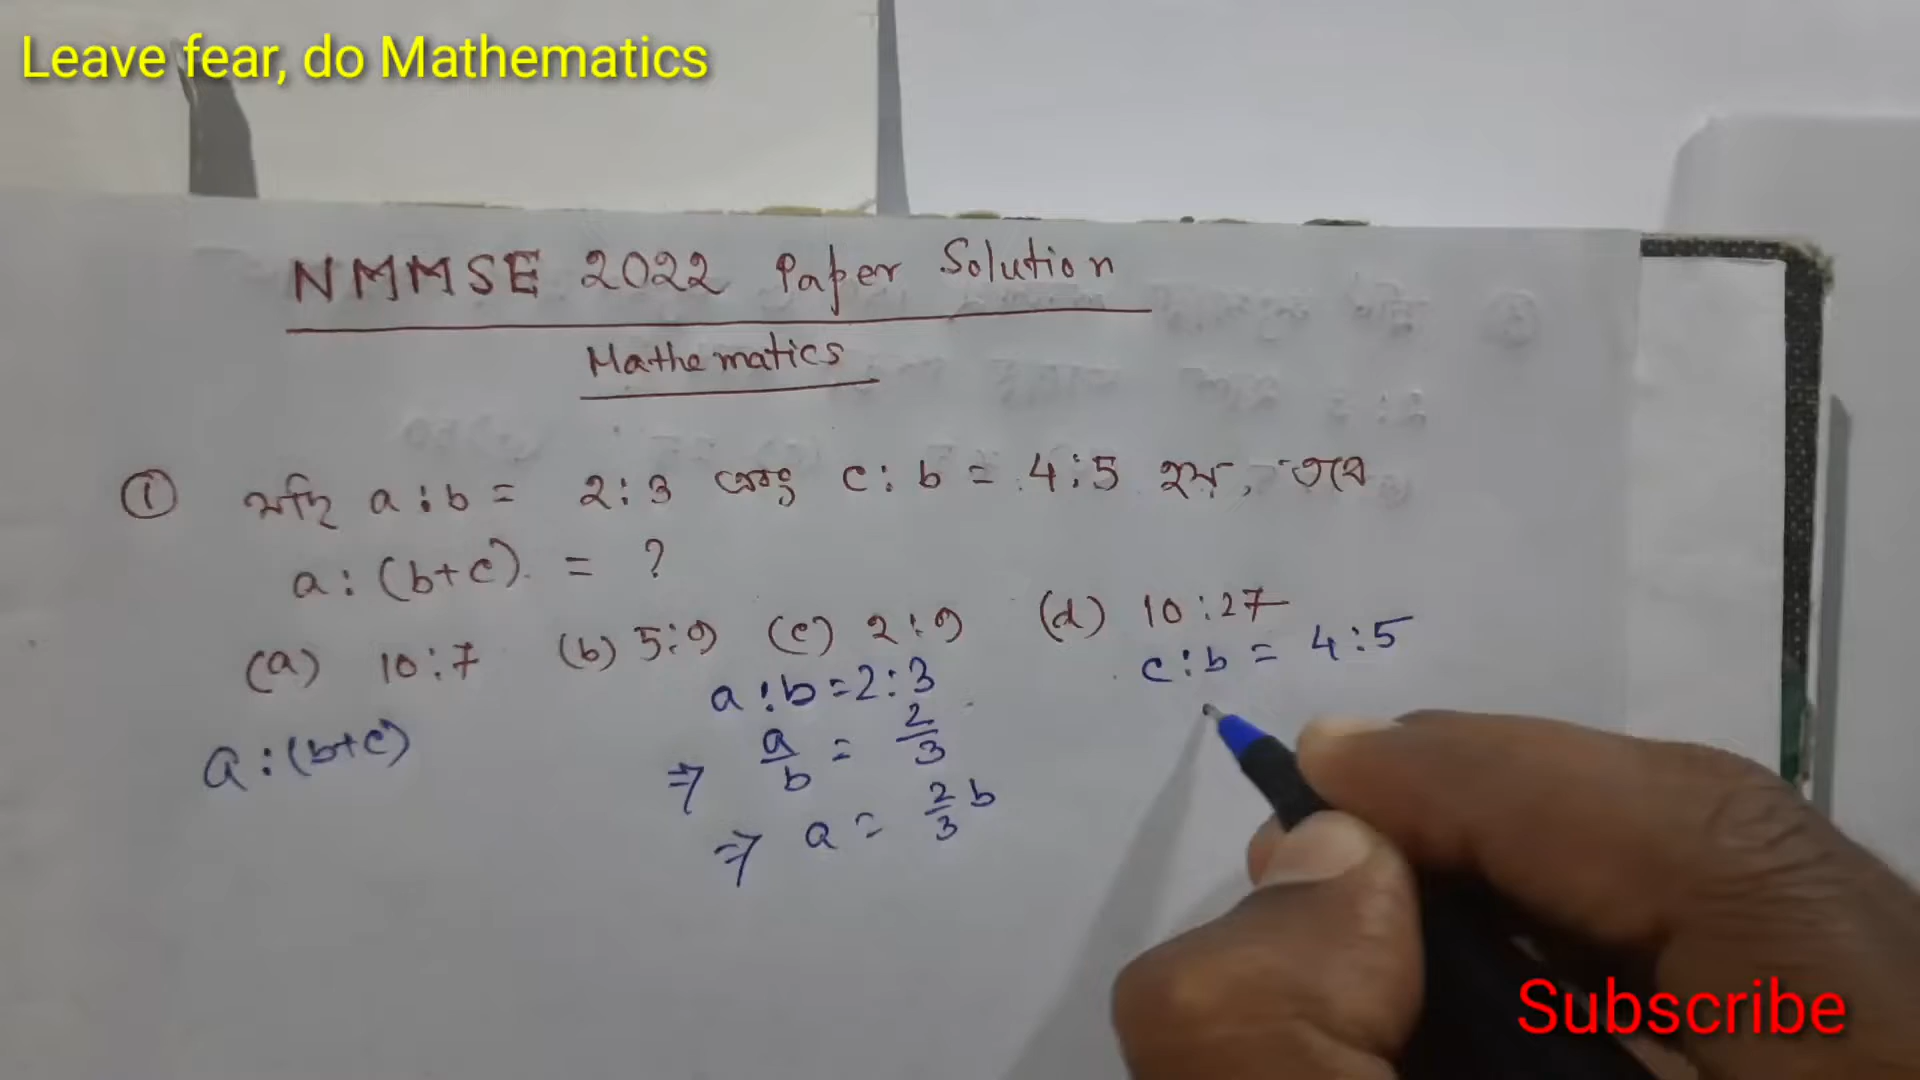 Leave fear, do Mathematics
NMMSE 2022 Paper Solution
Mathematics
① যদি a : b = 2 : 3 এবং c : b = 4 : 5 হয়, তবে
a : (b+c) = ?
(a) 10 : 7 (b) 5 : 9 (c) 2 : 9 (d) 10 : 27
a : b = 2 : 3
c : b = 4 : 5
a : (b+c)
⇒ a/b = 2/3
⇒ a = 2/3 b
Subscribe